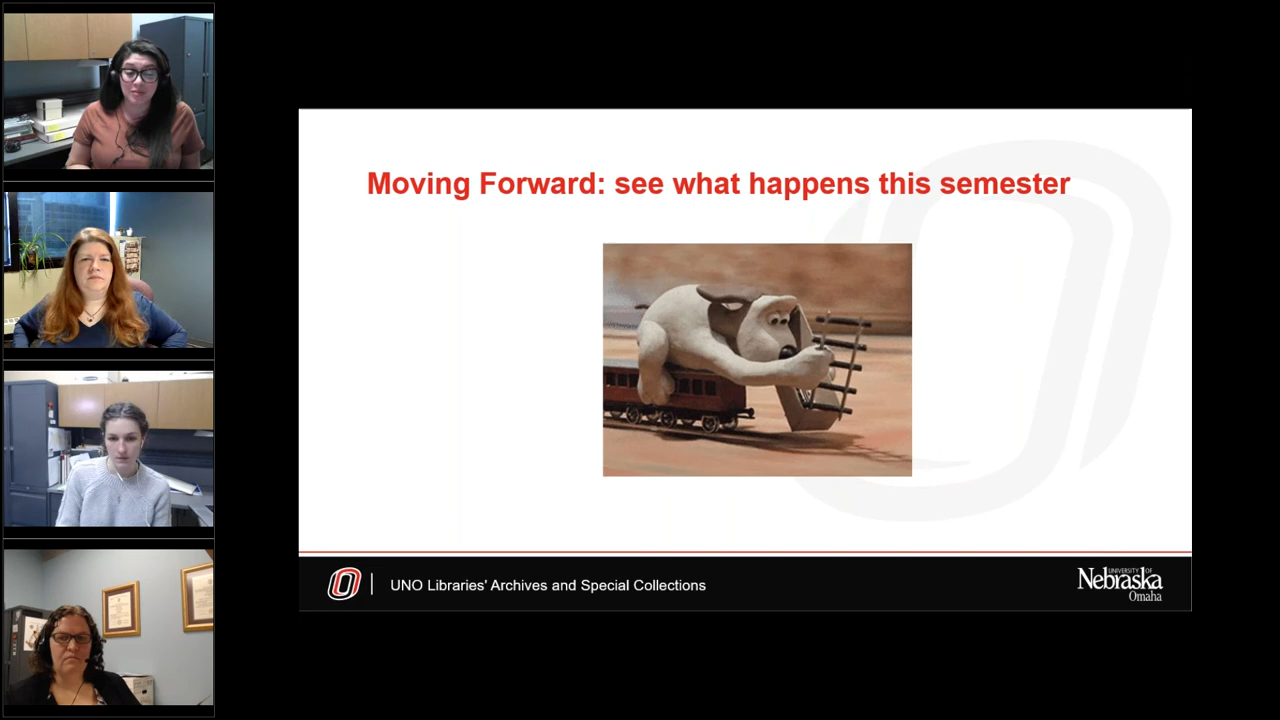 Moving Forward: see what happens this semester
UNO Libraries' Archives and Special Collections
UNIVERSITY OF
Nebraska
Omaha